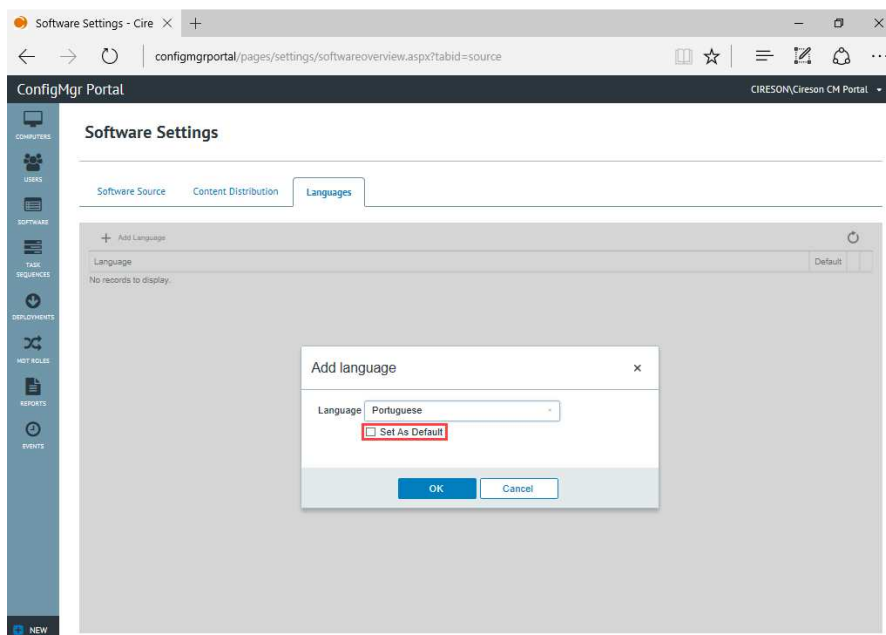 Software Settings - Cire
configmgrportal/pages/settings/softwareoverview.aspx?tabid=source
ConfigMgr Portal
CIRESON\Cireson CM Portal
COMPUTERS
USERS
SOFTWARE
TASK
SEQUENCES
DEPLOYMENTS
MDT ROLES
REPORTS
EVENTS
NEW
Software Settings
Software Source
Content Distribution
Languages
Add Language
Language
Default
No records to display.
Add language
Language
Portuguese
Set As Default
OK
Cancel